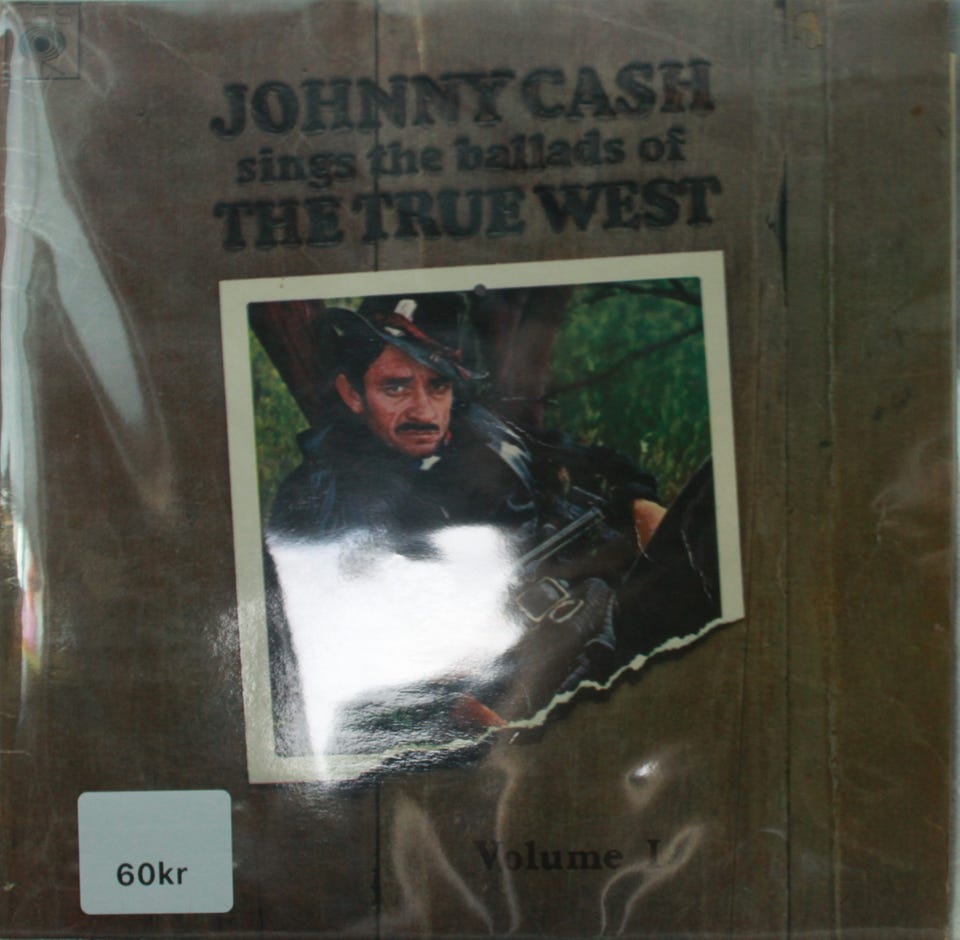 JOHNNY CASH
sings the ballads of
THE TRUE WEST
Volume I
60kr